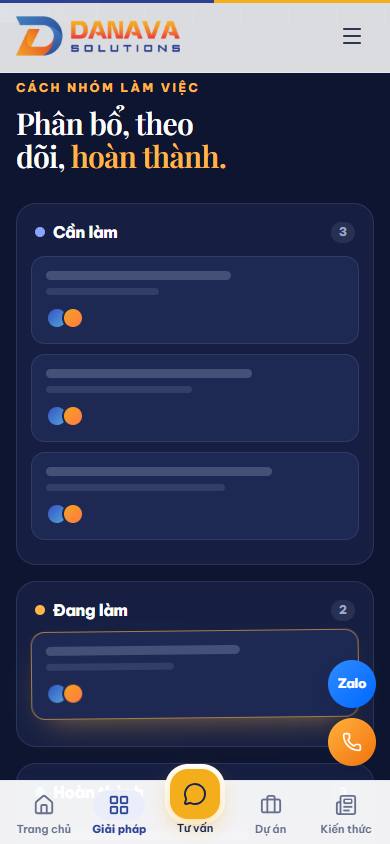 DANAVA
SOLUTIONS
CÁCH NHÓM LÀM VIỆC
Phân bổ, theo
dõi, hoàn thành.
Cần làm
3
Đang làm
2
Zalo
Trang chủ
Giải pháp
Tư vấn
Dự án
Kiến thức